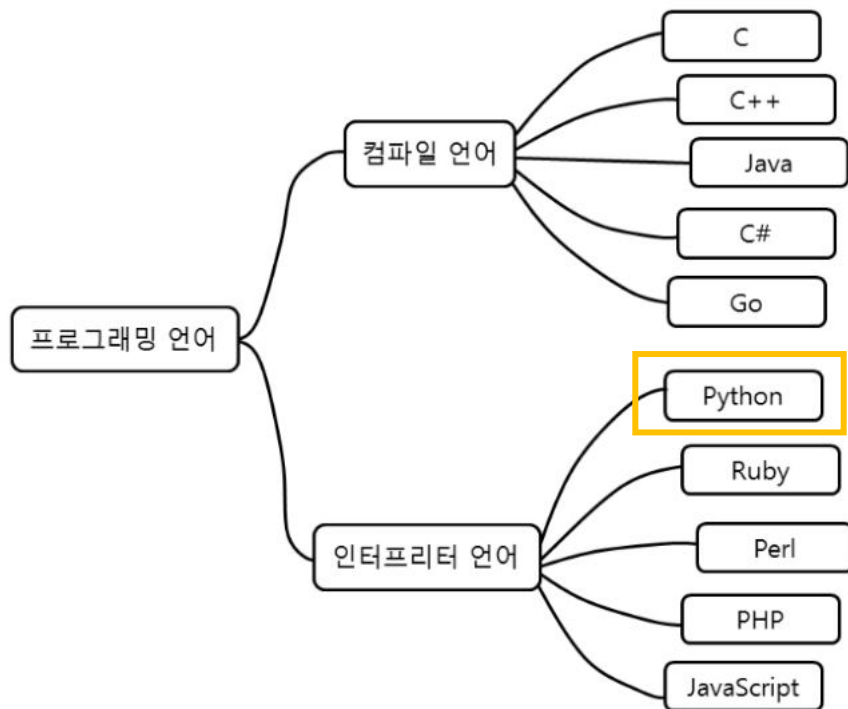 프로그래밍 언어
컴파일 언어
C
C++
Java
C#
Go
인터프리터 언어
Python
Ruby
Perl
PHP
JavaScript